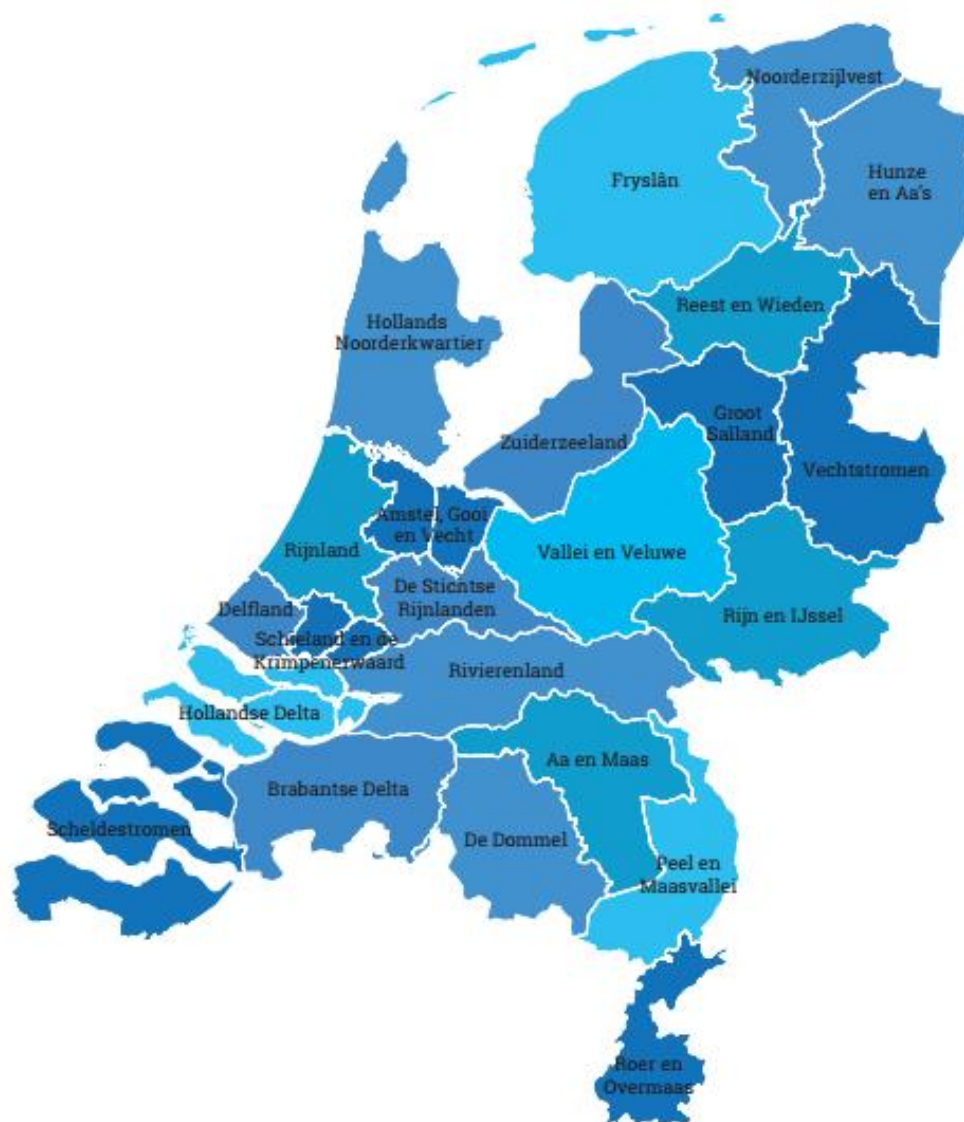 Noorderzijlvest
Fryslân
Hunze
en Aa's
Reest en Wieden
Hollands
Noorderkwartier
Groot
Salland
Zuiderzeeland
Vechtstromen
Amstel, Gooi
en Vecht
Rijnland
Vallei en Veluwe
De Stichtse
Rijnlanden
Delfland
Rijn en IJssel
Schieland en de
Krimpenerwaard
Rivierenland
Hollandse Delta
Aa en Maas
Brabantse Delta
Scheldestromen
De Dommel
Peel en
Maasvallei
Roer en
Overmaas